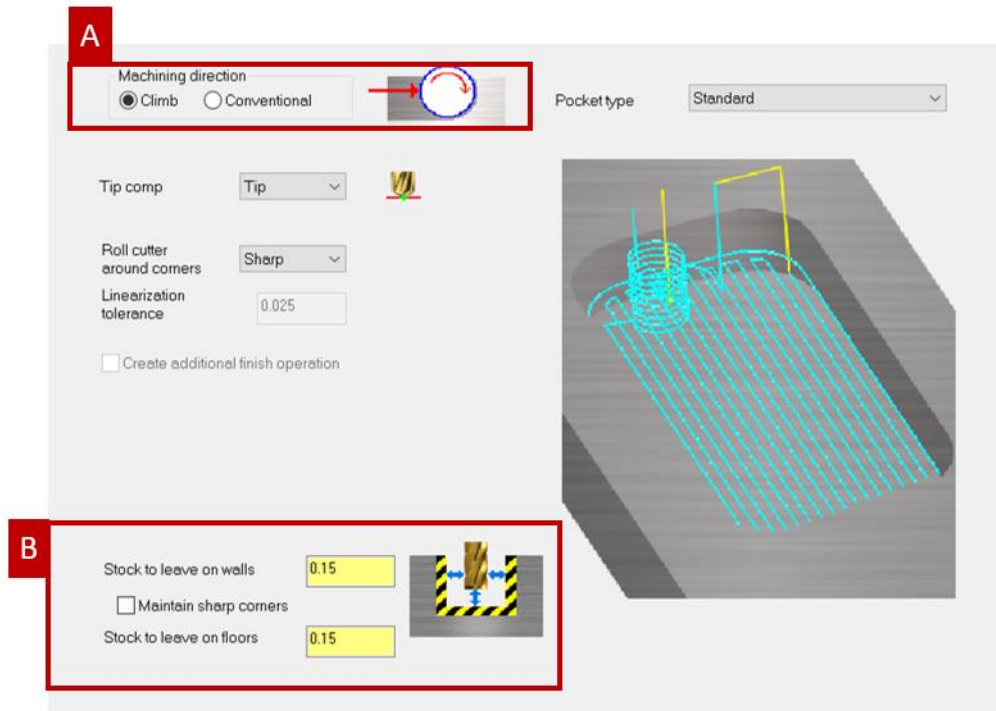 A
Machining direction
Climb
Conventional
Pocket type
Standard
Tip comp
Tip
Roll cutter
around corners
Sharp
Linearization
tolerance
0.025
Create additional finish operation
B
Stock to leave on walls
0.15
Maintain sharp corners
Stock to leave on floors
0.15